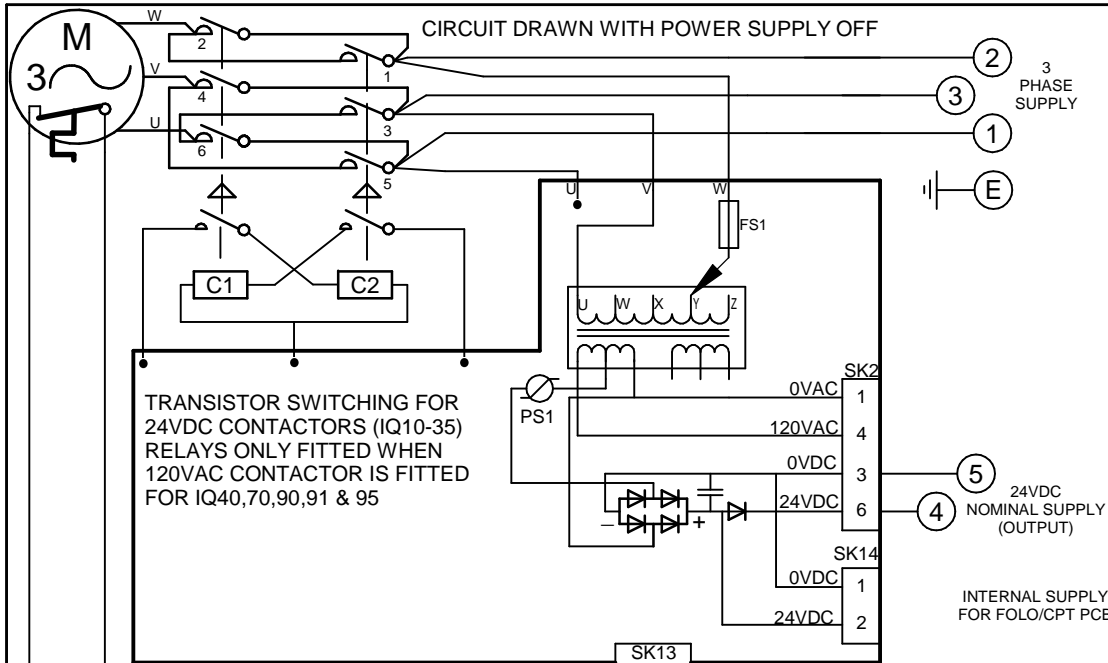 CIRCUIT DRAWN WITH POWER SUPPLY OFF
W
M
3
2
1
2
3
PHASE
SUPPLY
V
4
3
3
U
6
5
1
E
U
V
W
FS1
C1
C2
U
W
X
Y
Z
TRANSISTOR SWITCHING FOR
24VDC CONTACTORS (IQ10-35)
RELAYS ONLY FITTED WHEN
120VAC CONTACTOR IS FITTED
FOR IQ40,70,90,91 & 95
PS1
SK2
0VAC
1
120VAC
4
0VDC
3
5
24VDC
6
4
24VDC
NOMINAL SUPPLY
(OUTPUT)
– +
SK14
0VDC
1
24VDC
2
INTERNAL SUPPLY
FOR FOLO/CPT PCB
SK13